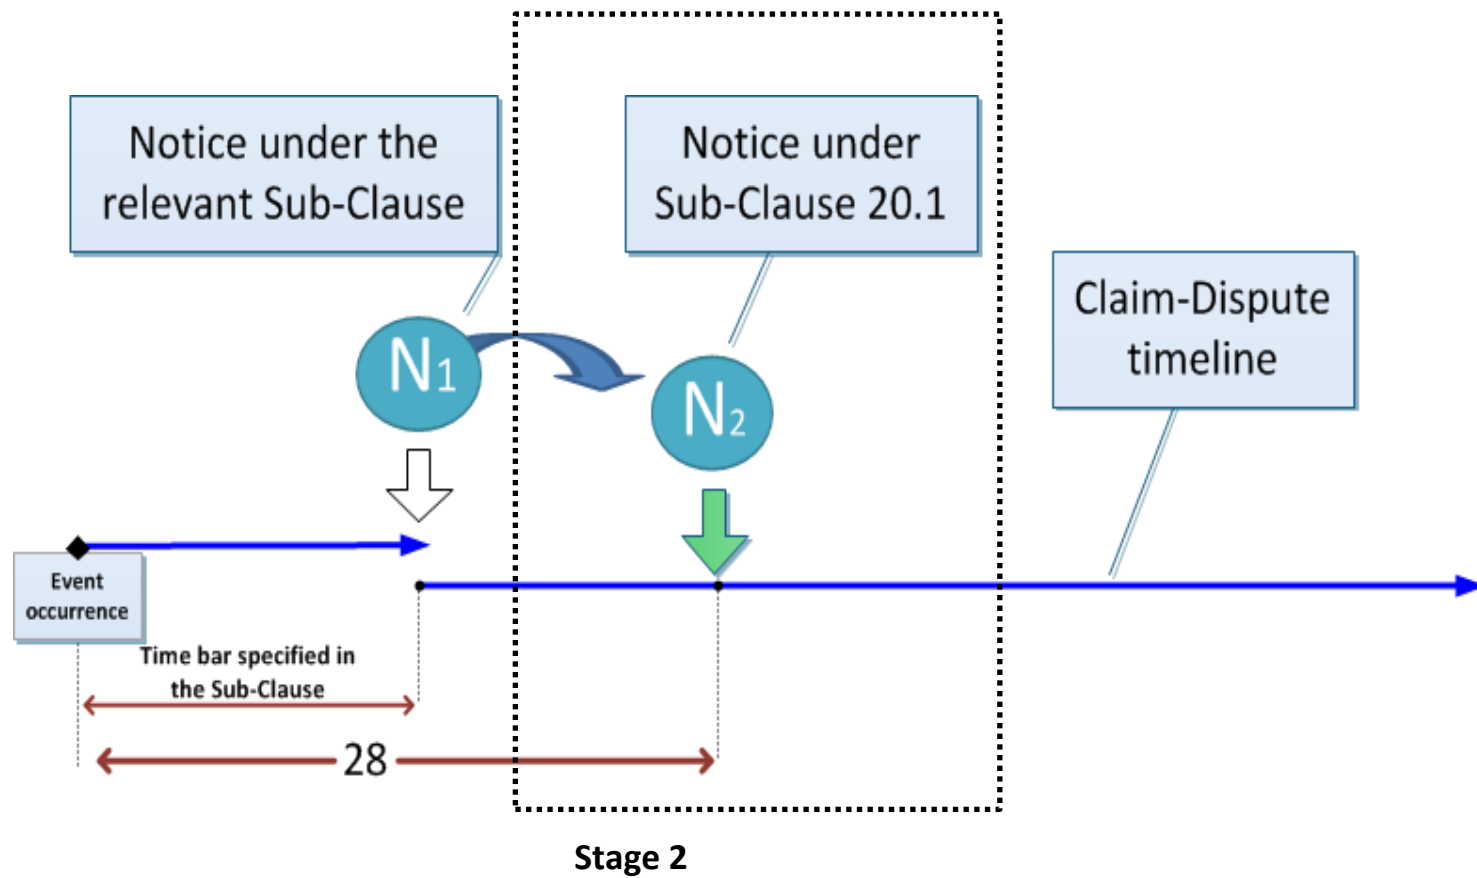 Notice under the
relevant Sub-Clause
Notice under
Sub-Clause 20.1
Claim-Dispute
timeline
N1
N2
Event
occurrence
Time bar specified in
the Sub-Clause
28
Stage 2